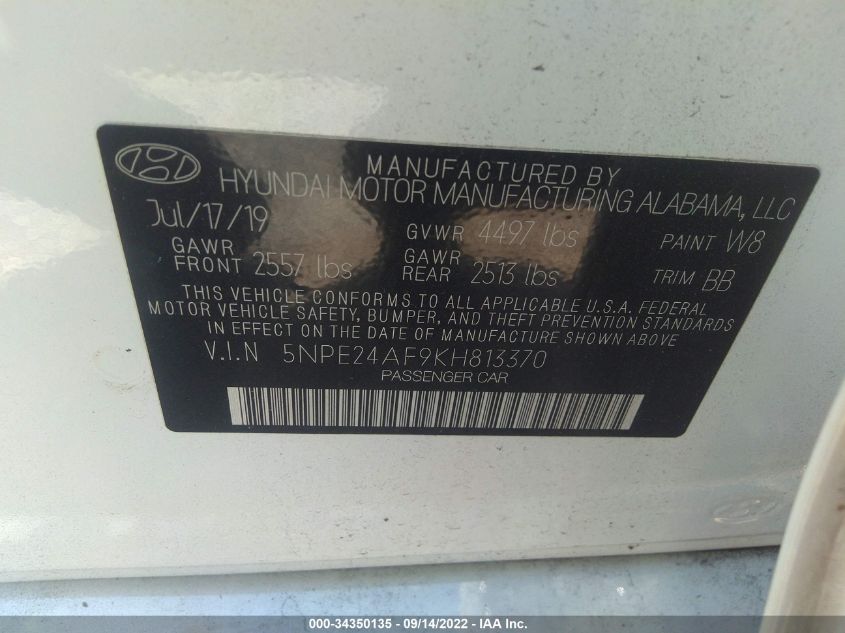 MANUFACTURED BY
HYUNDAI MOTOR MANUFACTURING ALABAMA, LLC
Jul/17/19 GVWR 4497 lbs PAINT W8
GAWR FRONT 2557 lbs GAWR REAR 2513 lbs TRIM BB
THIS VEHICLE CONFORMS TO ALL APPLICABLE U.S.A. FEDERAL
MOTOR VEHICLE SAFETY, BUMPER, AND THEFT PREVENTION STANDARDS
IN EFFECT ON THE DATE OF MANUFACTURE SHOWN ABOVE.
V.I.N 5NPE24AF9KH813370
PASSENGER CAR
000-34350135 - 09/14/2022 - IAA Inc.